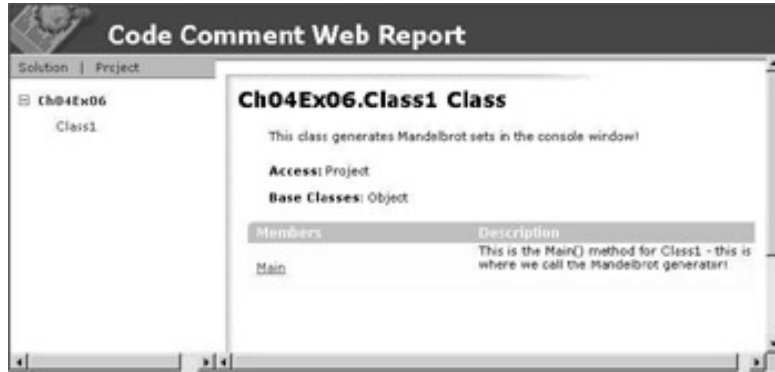 Code Comment Web Report
Solution | Project
Ch04Ex06
Class1
Ch04Ex06.Class1 Class
This class generates Mandelbrot sets in the console window!
Access: Project
Base Classes: Object
Members Description
Main
This is the Main() method for Class1 - this is
where we call the Mandelbrot generator!